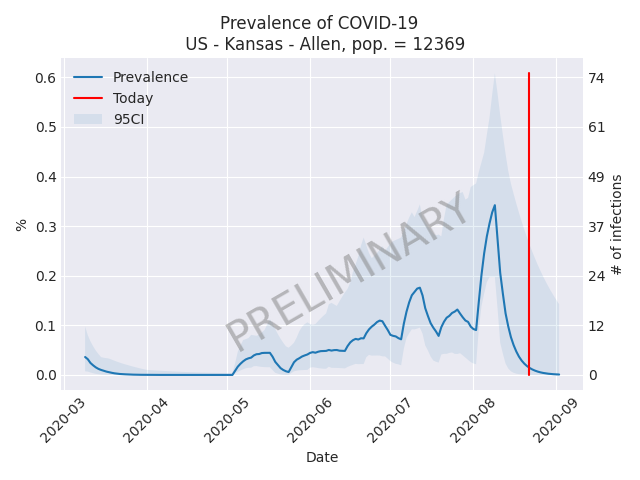 Prevalence of COVID-19
US - Kansas - Allen, pop. = 12369
Prevalence
Today
95CI
PRELIMINARY
%
0.6
0.5
0.4
0.3
0.2
0.1
0.0
74
61
49
37
24
12
0
# of infections
2020-03
2020-04
2020-05
2020-06
2020-07
2020-08
2020-09
Date